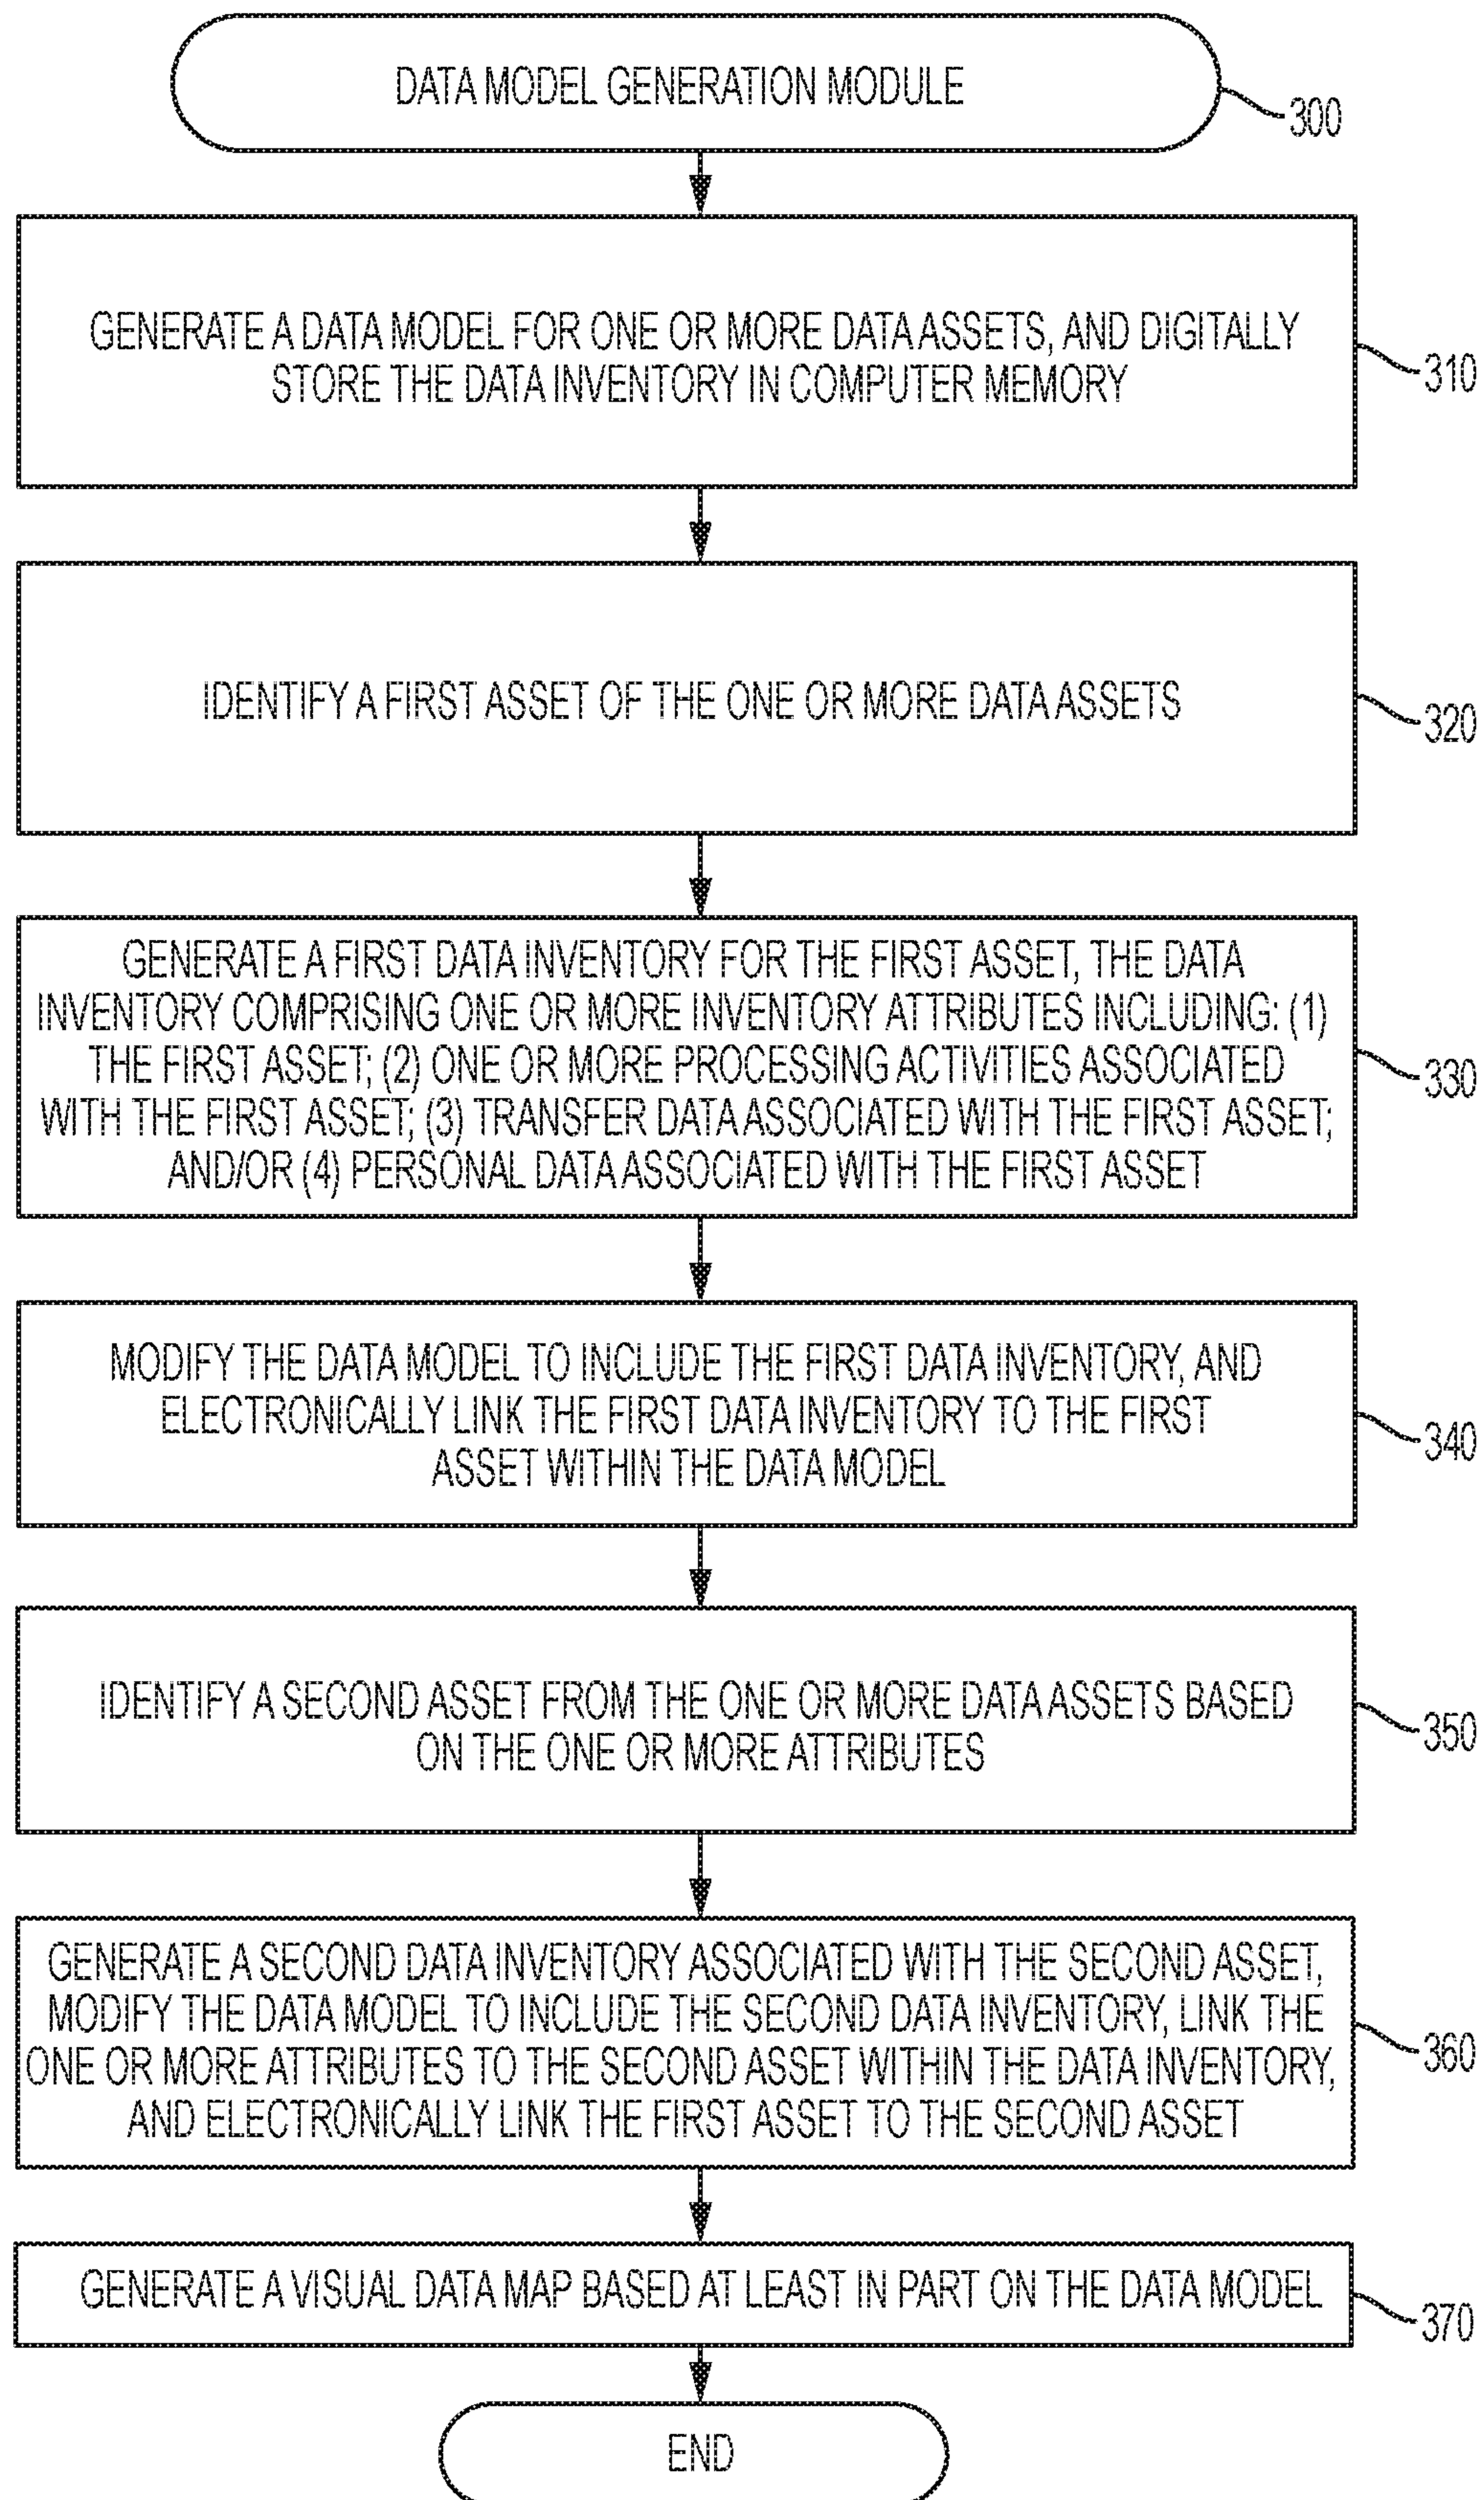 DATA MODEL GENERATION MODULE
300
GENERATE A DATA MODEL FOR ONE OR MORE DATA ASSETS, AND DIGITALLY
STORE THE DATA INVENTORY IN COMPUTER MEMORY
310
IDENTIFY A FIRST ASSET OF THE ONE OR MORE DATA ASSETS
320
GENERATE A FIRST DATA INVENTORY FOR THE FIRST ASSET, THE DATA
INVENTORY COMPRISING ONE OR MORE INVENTORY ATTRIBUTES INCLUDING: (1)
THE FIRST ASSET; (2) ONE OR MORE PROCESSING ACTIVITIES ASSOCIATED
WITH THE FIRST ASSET; (3) TRANSFER DATA ASSOCIATED WITH THE FIRST ASSET;
AND/OR (4) PERSONAL DATA ASSOCIATED WITH THE FIRST ASSET
330
MODIFY THE DATA MODEL TO INCLUDE THE FIRST DATA INVENTORY, AND
ELECTRONICALLY LINK THE FIRST DATA INVENTORY TO THE FIRST
ASSET WITHIN THE DATA MODEL
340
IDENTIFY A SECOND ASSET FROM THE ONE OR MORE DATA ASSETS BASED
ON THE ONE OR MORE ATTRIBUTES
350
GENERATE A SECOND DATA INVENTORY ASSOCIATED WITH THE SECOND ASSET,
MODIFY THE DATA MODEL TO INCLUDE THE SECOND DATA INVENTORY, LINK THE
ONE OR MORE ATTRIBUTES TO THE SECOND ASSET WITHIN THE DATA INVENTORY,
AND ELECTRONICALLY LINK THE FIRST ASSET TO THE SECOND ASSET
360
GENERATE A VISUAL DATA MAP BASED AT LEAST IN PART ON THE DATA MODEL
370
END